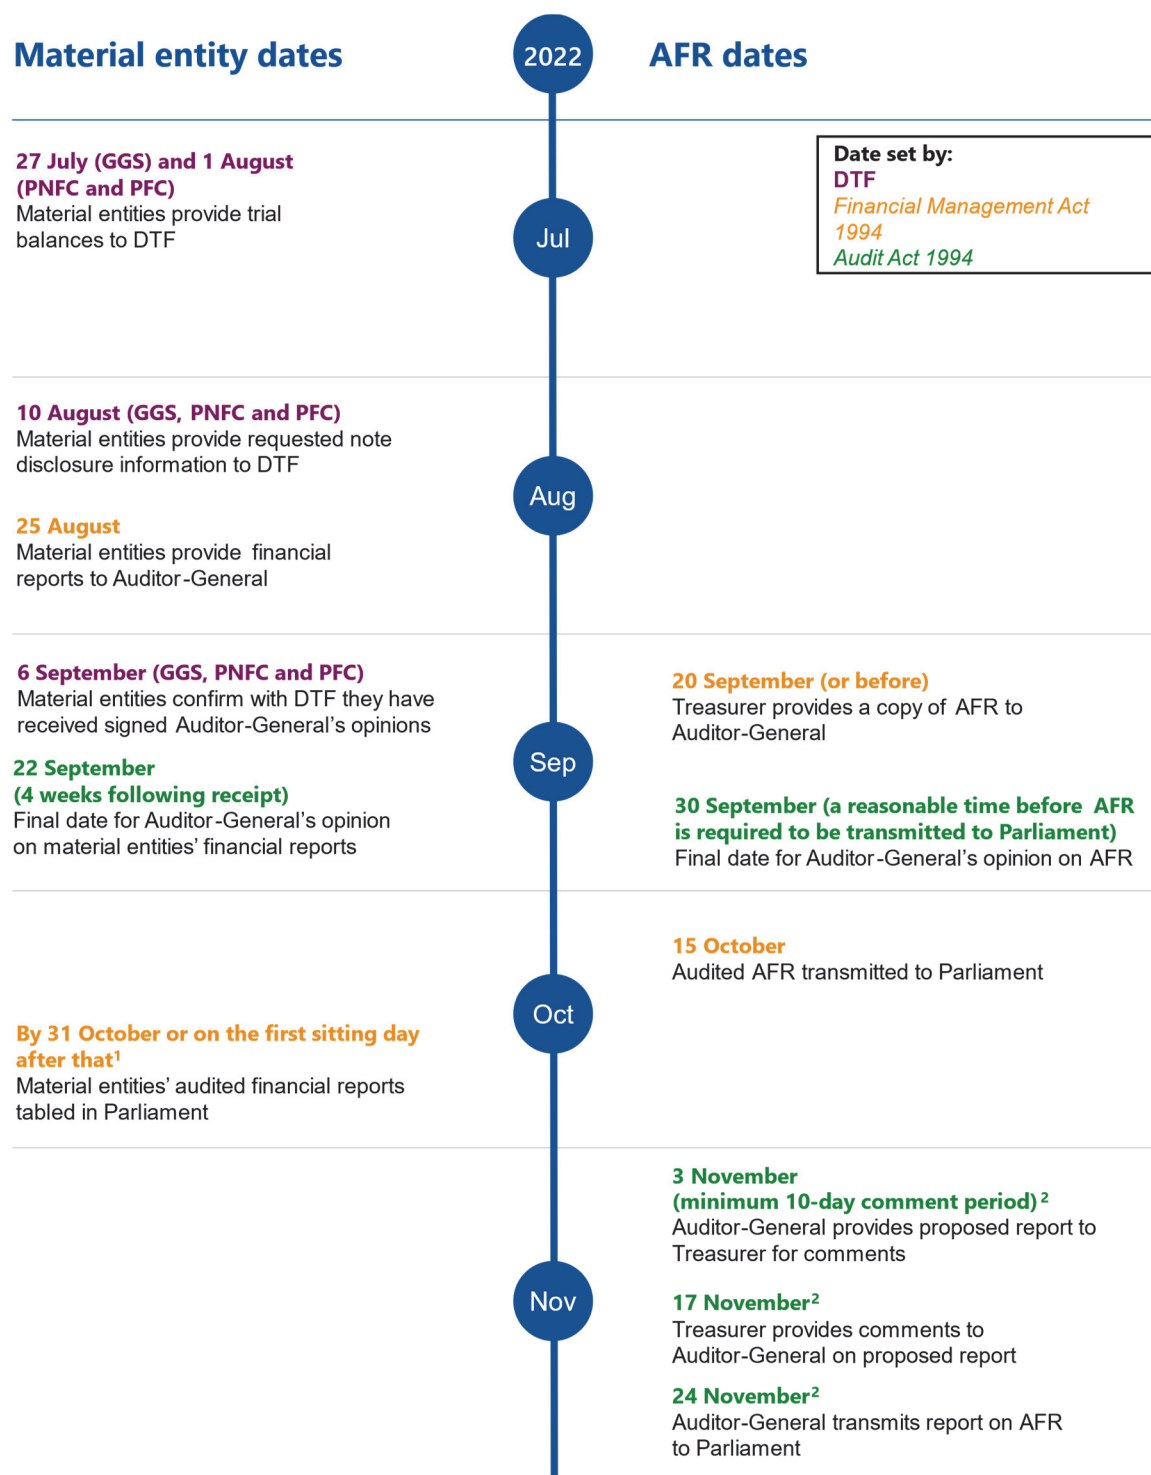 Material entity dates
2022
AFR dates
27 July (GGS) and 1 August
(PNFC and PFC)
Material entities provide trial
balances to DTF
Date set by:
DTF
Financial Management Act
1994
Audit Act 1994
Jul
10 August (GGS, PNFC and PFC)
Material entities provide requested note
disclosure information to DTF
Aug
25 August
Material entities provide financial
reports to Auditor-General
6 September (GGS, PNFC and PFC)
Material entities confirm with DTF they have
received signed Auditor-General’s opinions
22 September
(4 weeks following receipt)
Final date for Auditor-General’s opinion
on material entities’ financial reports
Sep
20 September (or before)
Treasurer provides a copy of AFR to
Auditor-General
30 September (a reasonable time before AFR
is required to be transmitted to Parliament)
Final date for Auditor-General’s opinion on AFR
15 October
Audited AFR transmitted to Parliament
Oct
By 31 October or on the first sitting day
after that¹
Material entities’ audited financial reports
tabled in Parliament
3 November
(minimum 10-day comment period)²
Auditor-General provides proposed report to
Treasurer for comments
Nov
17 November²
Treasurer provides comments to
Auditor-General on proposed report
24 November²
Auditor-General transmits report on AFR
to Parliament